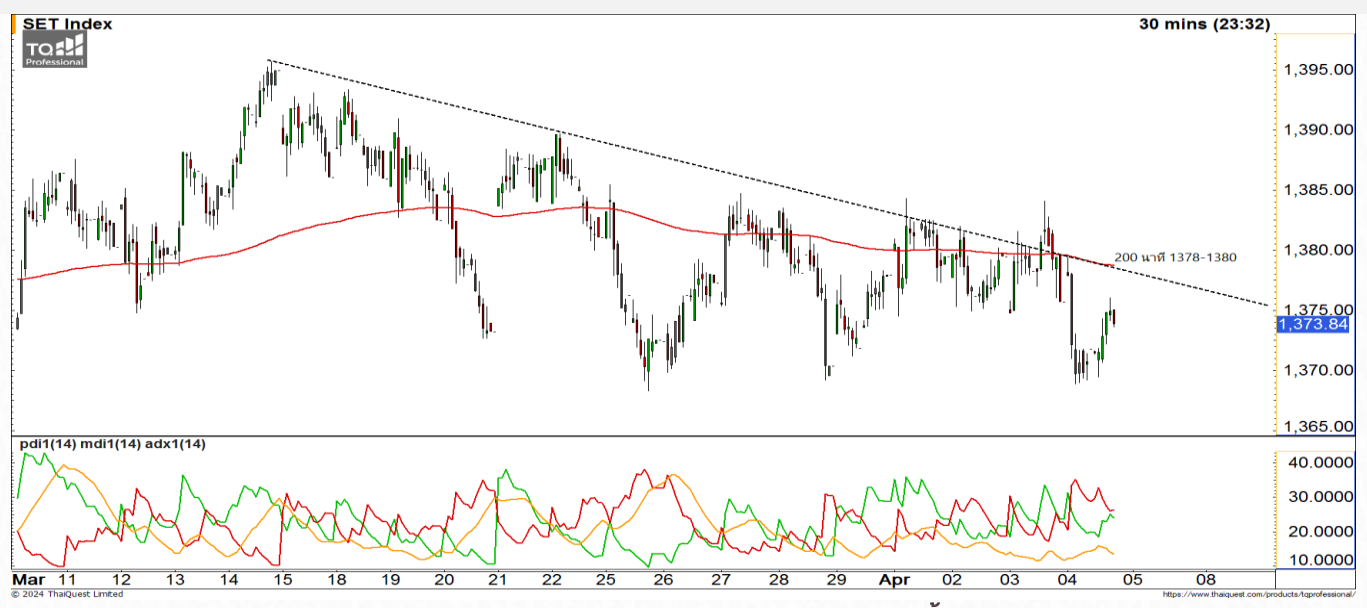 SET Index
30 mins (23:32)
TQ
Professional
1,395.00
1,390.00
1,385.00
1,380.00
200 นาที 1378-1380
1,375.00
1,373.84
1,370.00
1,365.00
pdi1(14) mdi1(14) adx1(14)
40.0000
30.0000
20.0000
10.0000
Mar 11 12 13 14 15 18 19 20 21 22 25 26 27 28 29 Apr 02 03 04 05 08
© 2024 ThaiQuest Limited
https://www.thaiquest.com/products/tqprofessional/